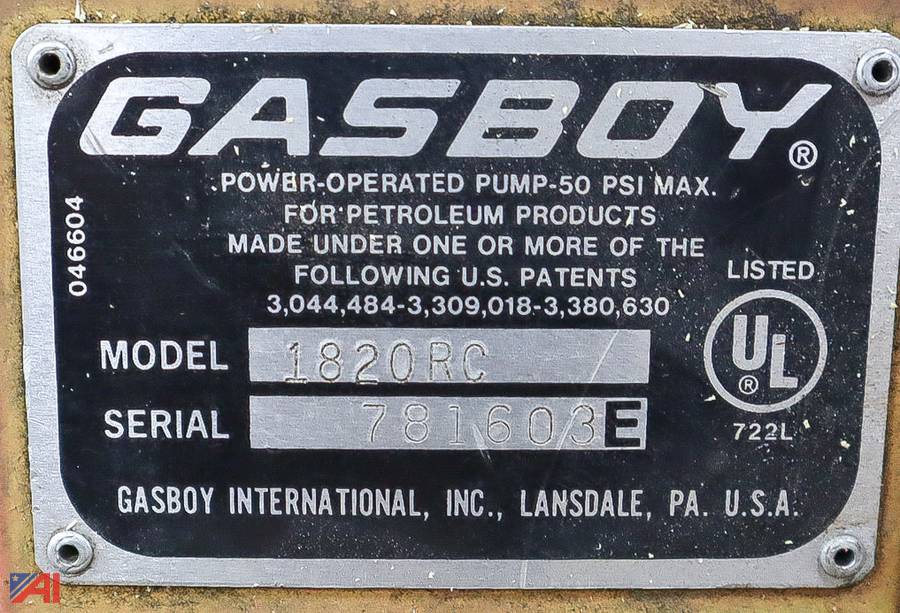 GASBOY ®
POWER-OPERATED PUMP-50 PSI MAX.
FOR PETROLEUM PRODUCTS
MADE UNDER ONE OR MORE OF THE
FOLLOWING U.S. PATENTS
3,044,484-3,309,018-3,380,630
046604
LISTED
UL ®
722L
MODEL 1820RC
SERIAL 781603E
GASBOY INTERNATIONAL, INC., LANSDALE, PA. U.S.A.
AI